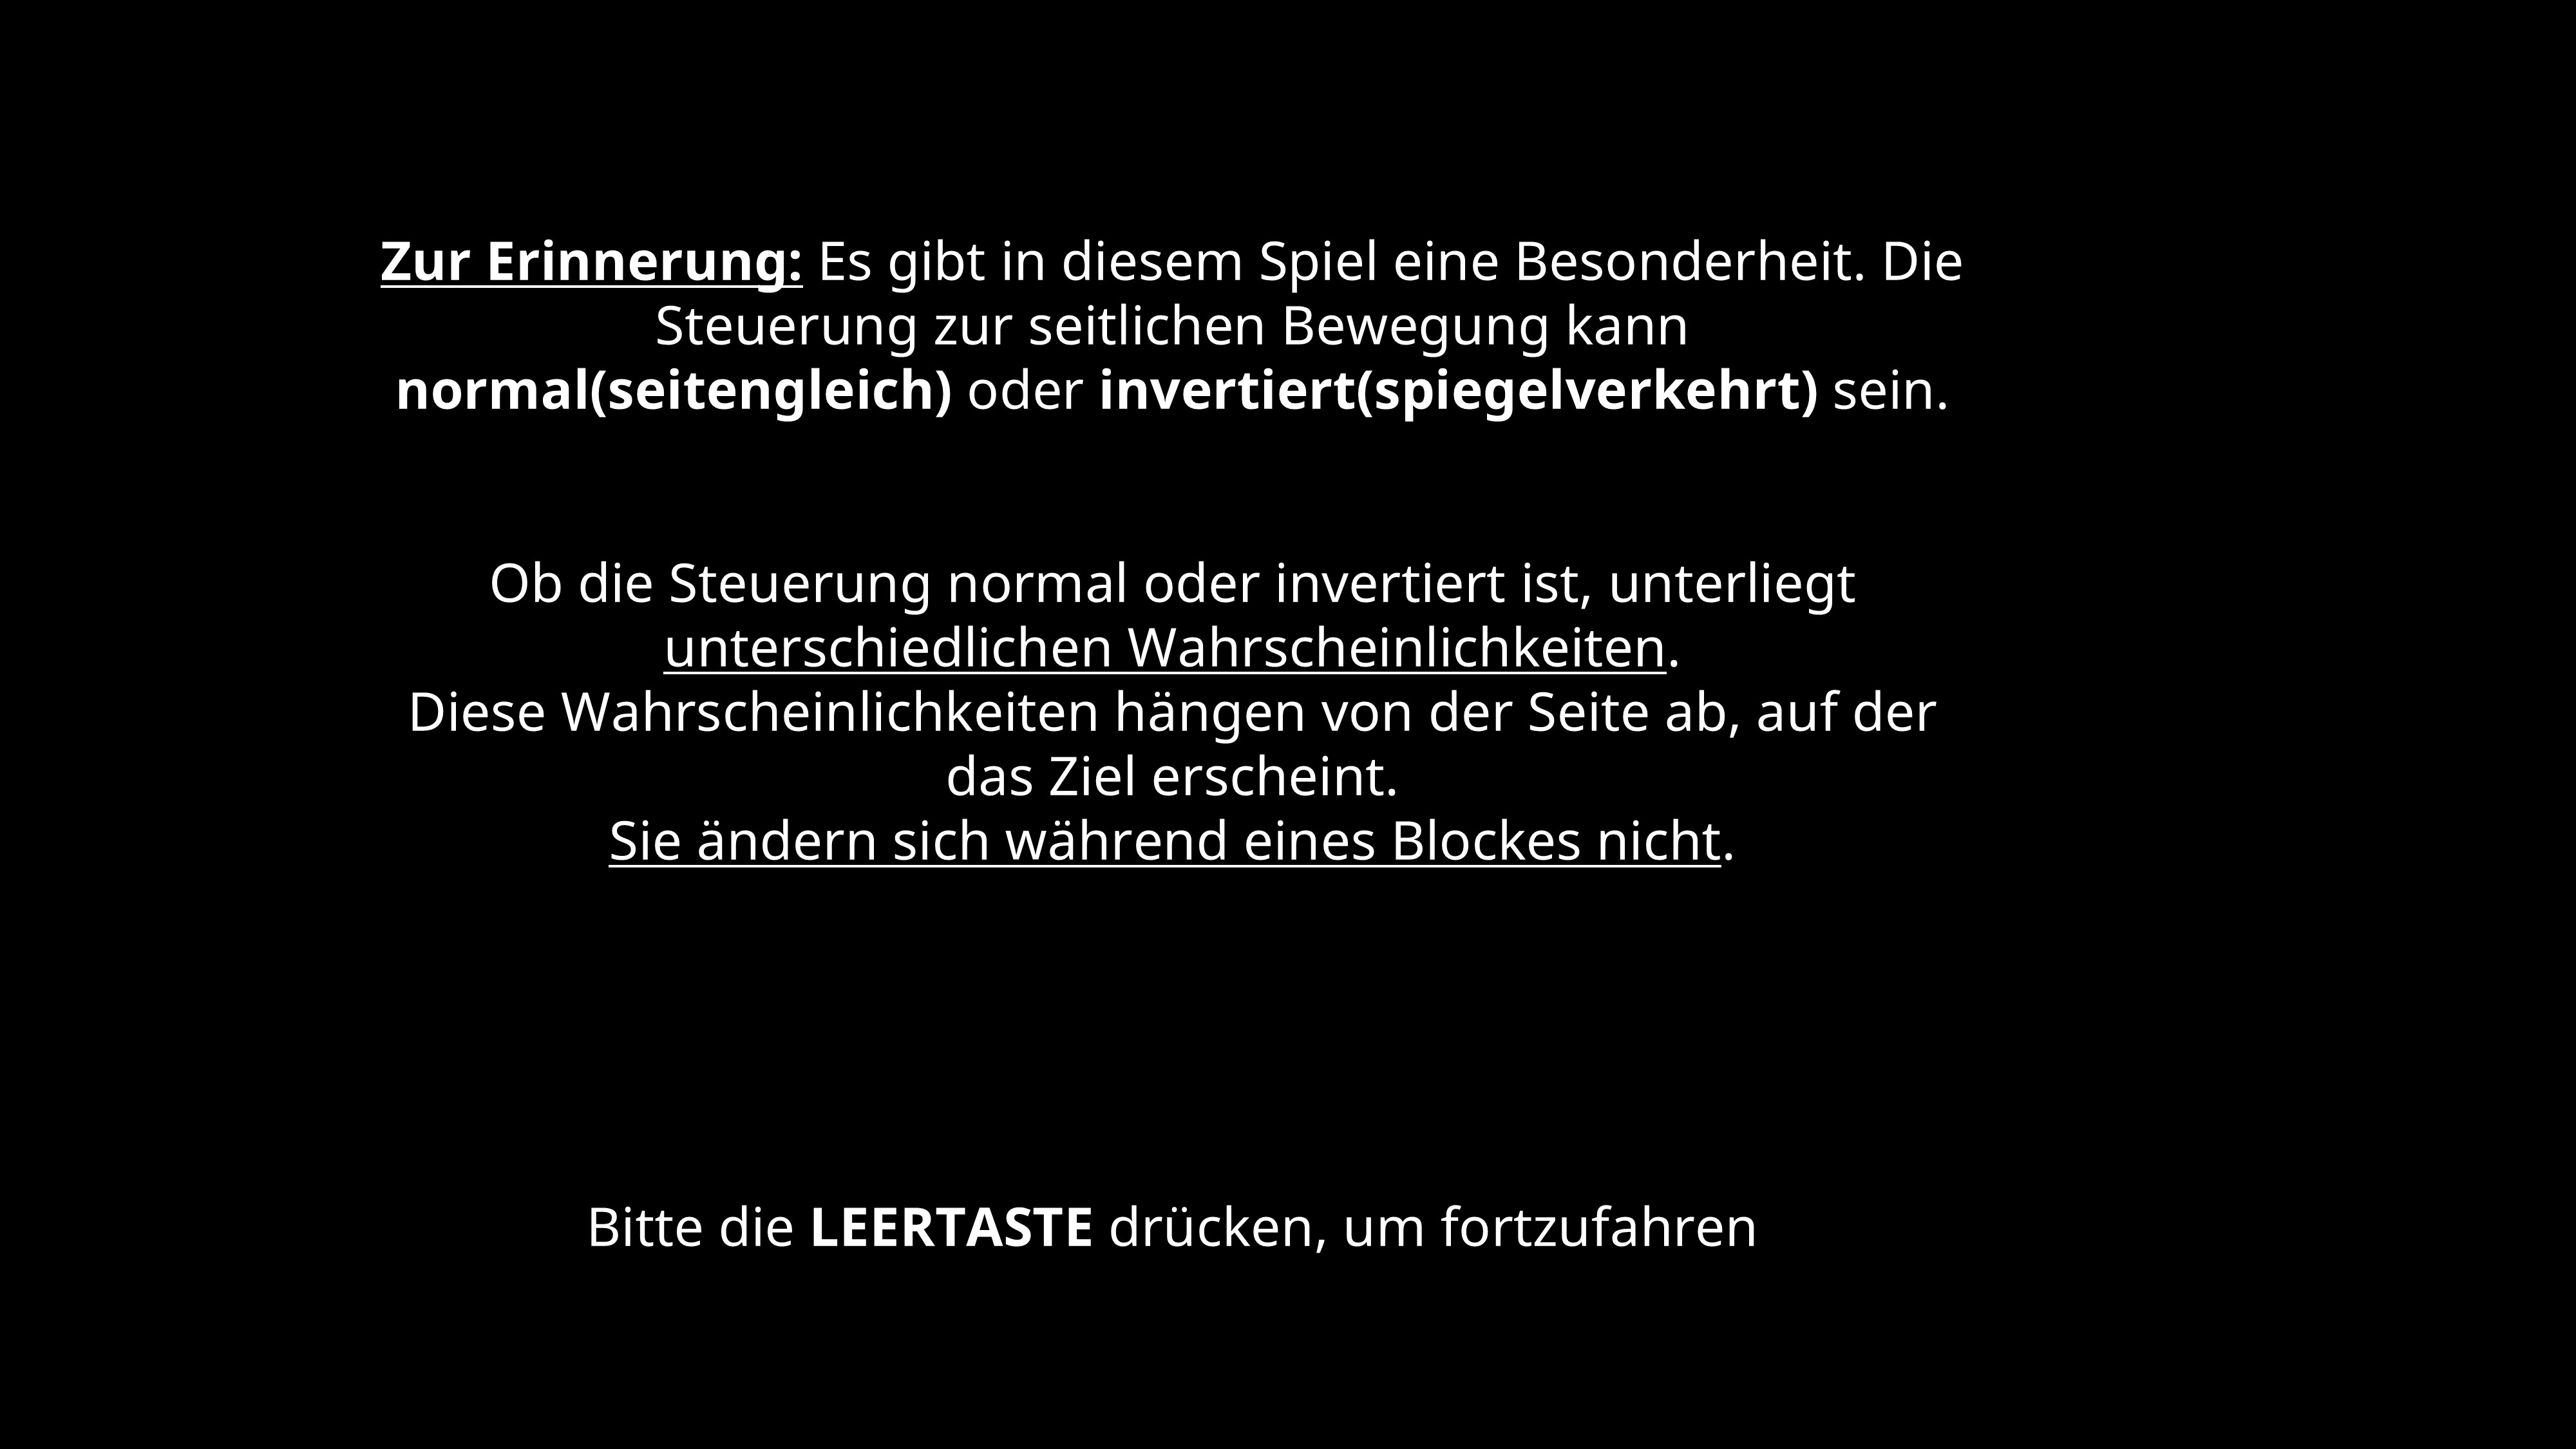 Zur Erinnerung: Es gibt in diesem Spiel eine Besonderheit. Die
Steuerung zur seitlichen Bewegung kann
normal(seitengleich) oder invertiert(spiegelverkehrt) sein.
Ob die Steuerung normal oder invertiert ist, unterliegt
unterschiedlichen Wahrscheinlichkeiten.
Diese Wahrscheinlichkeiten hängen von der Seite ab, auf der
das Ziel erscheint.
Sie ändern sich während eines Blockes nicht.
Bitte die LEERTASTE drücken, um fortzufahren